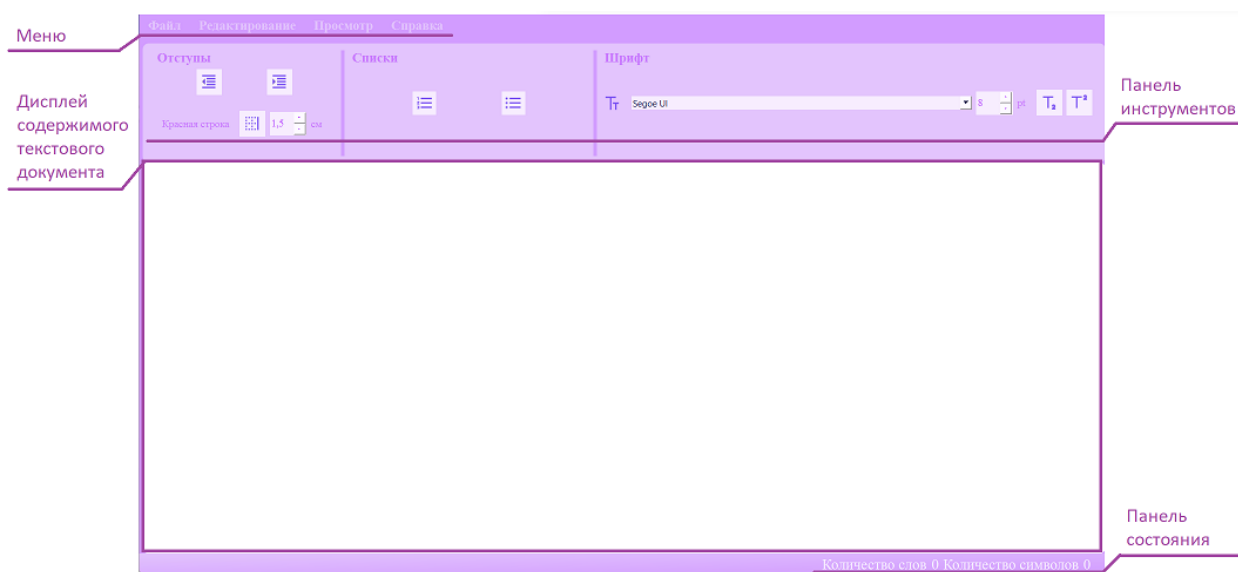 Файл Редактирование Просмотр Справка
Меню
Отступы Списки Шрифт
Дисплей
содержимого
текстового
документа
Панель
инструментов
Segoe UI 8 pt
Красная строка 1,5 см
Панель
состояния
Количество слов 0 Количество символов 0